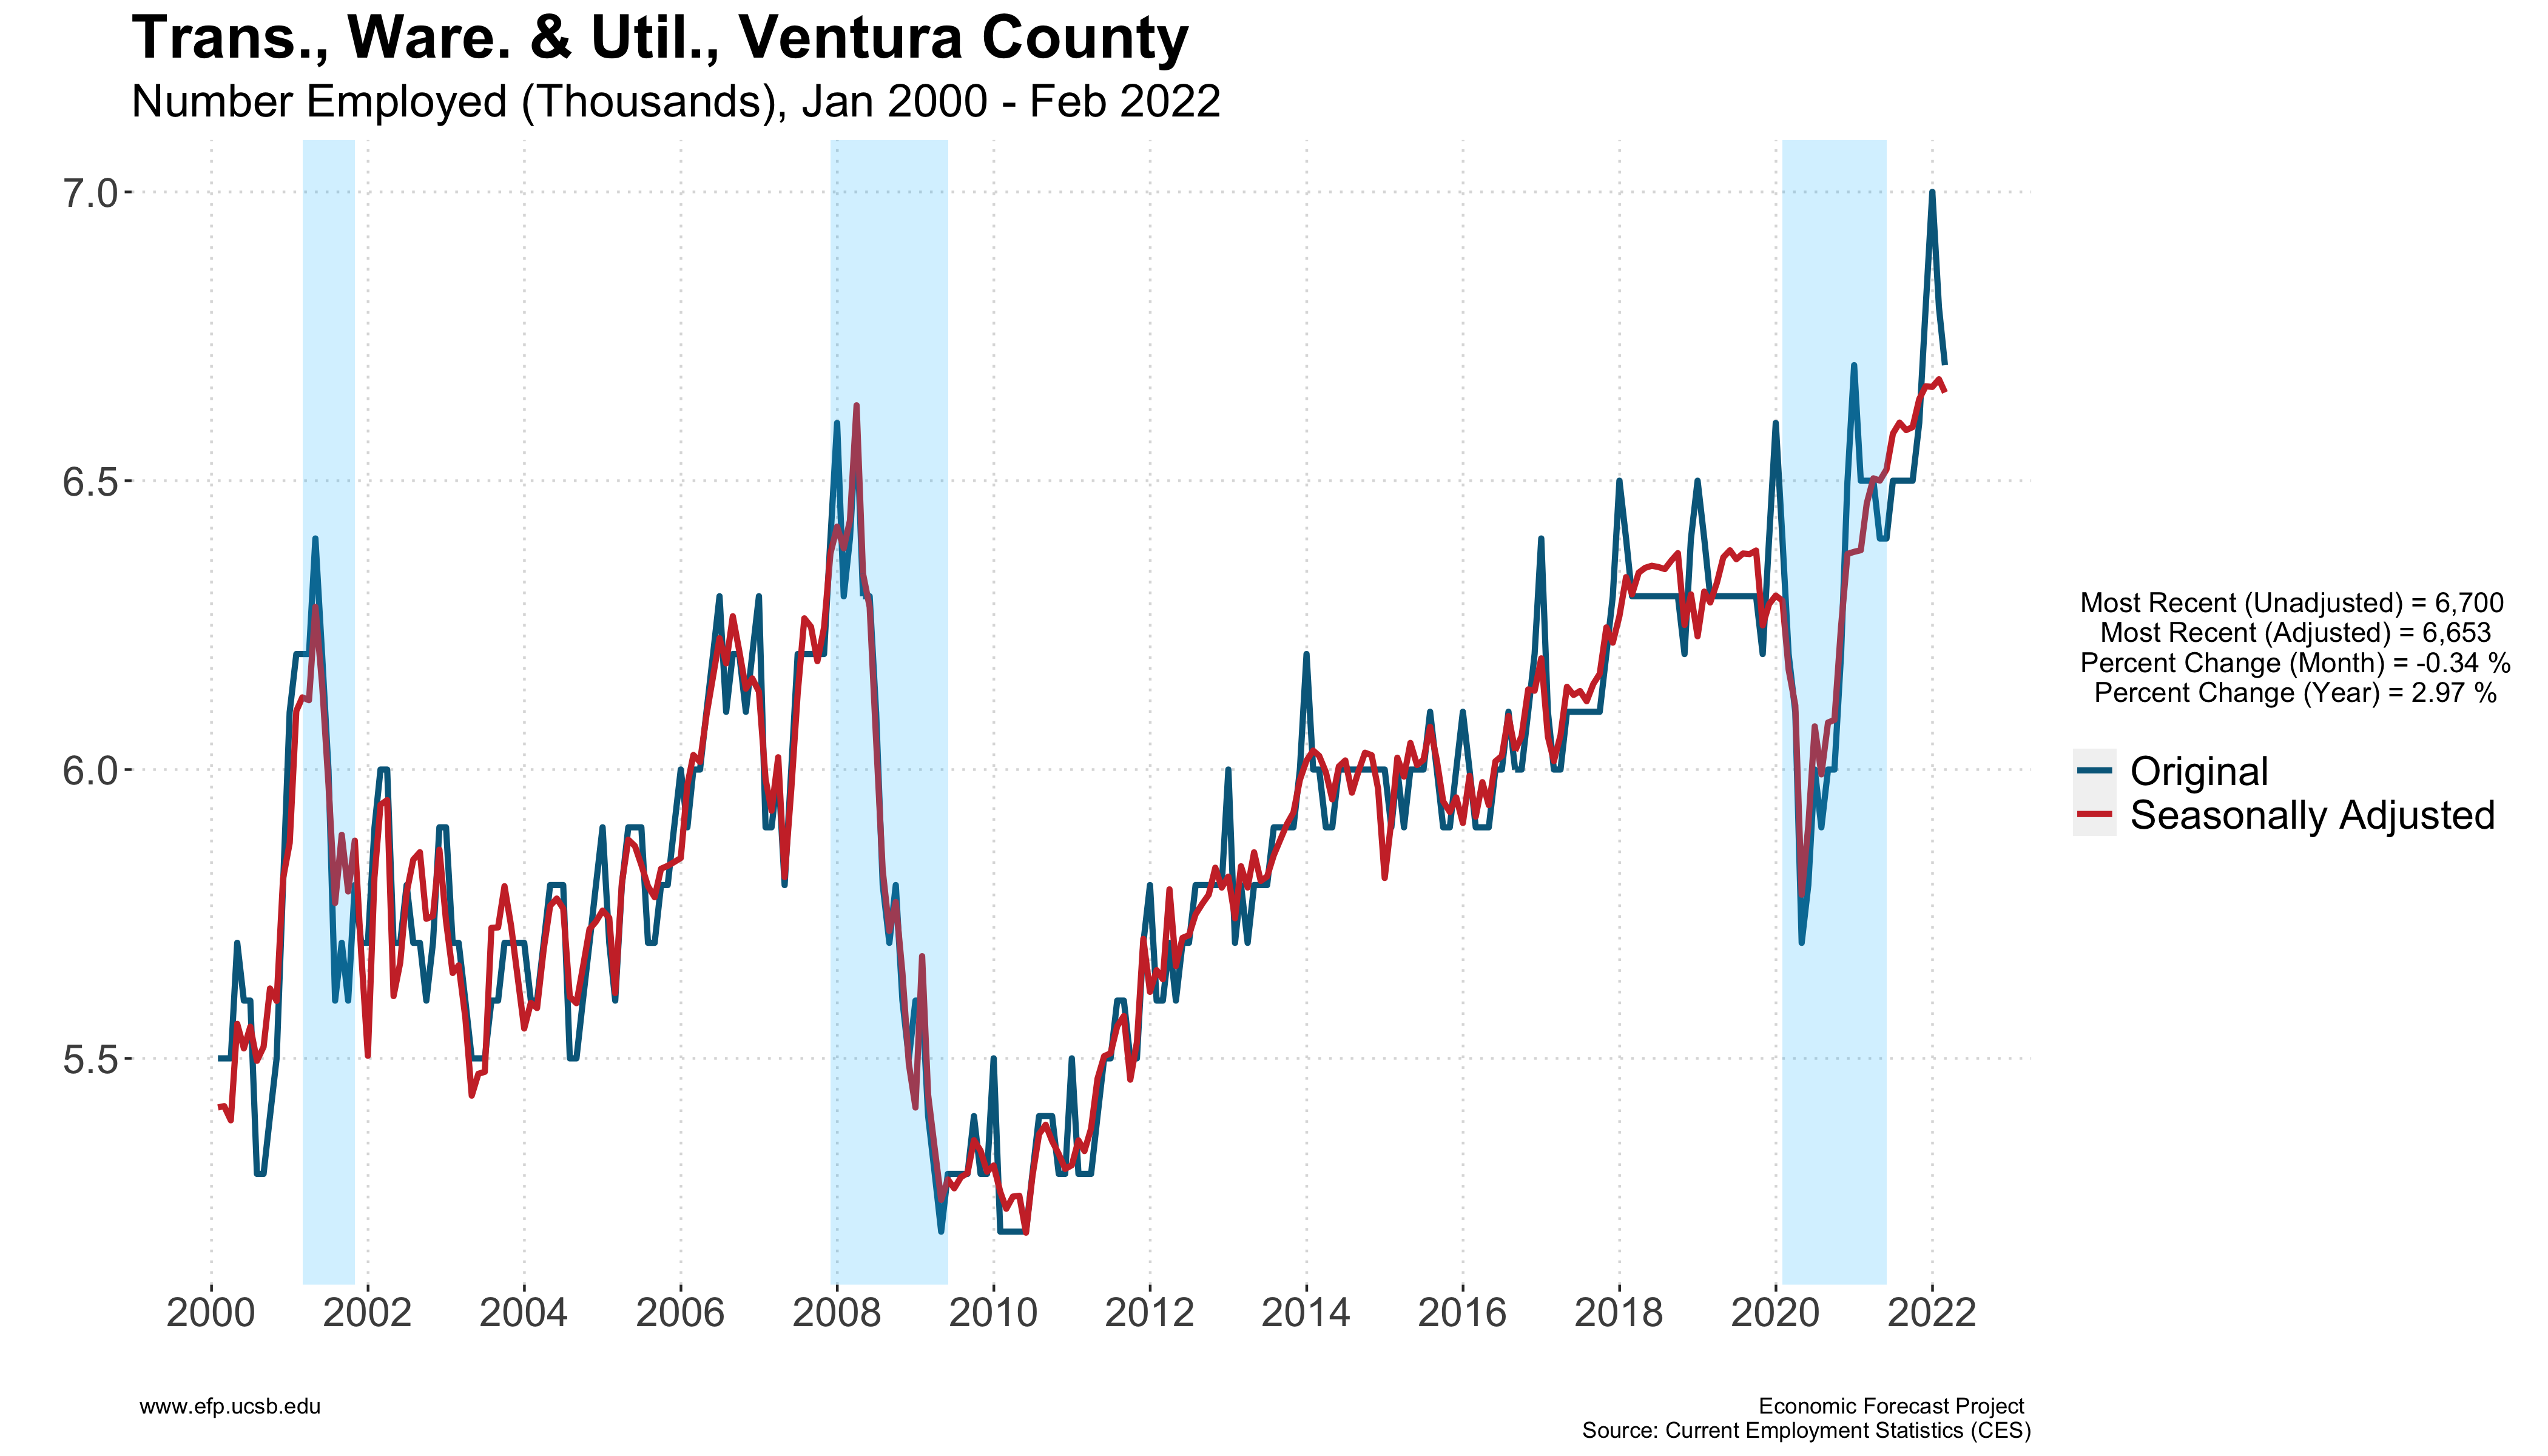 Trans., Ware. & Util., Ventura County
Number Employed (Thousands), Jan 2000 - Feb 2022
7.0
6.5
6.0
5.5
2000 2002 2004 2006 2008 2010 2012 2014 2016 2018 2020 2022
Most Recent (Unadjusted) = 6,700
Most Recent (Adjusted) = 6,653
Percent Change (Month) = -0.34 %
Percent Change (Year) = 2.97 %
Original
Seasonally Adjusted
www.efp.ucsb.edu
Economic Forecast Project
Source: Current Employment Statistics (CES)